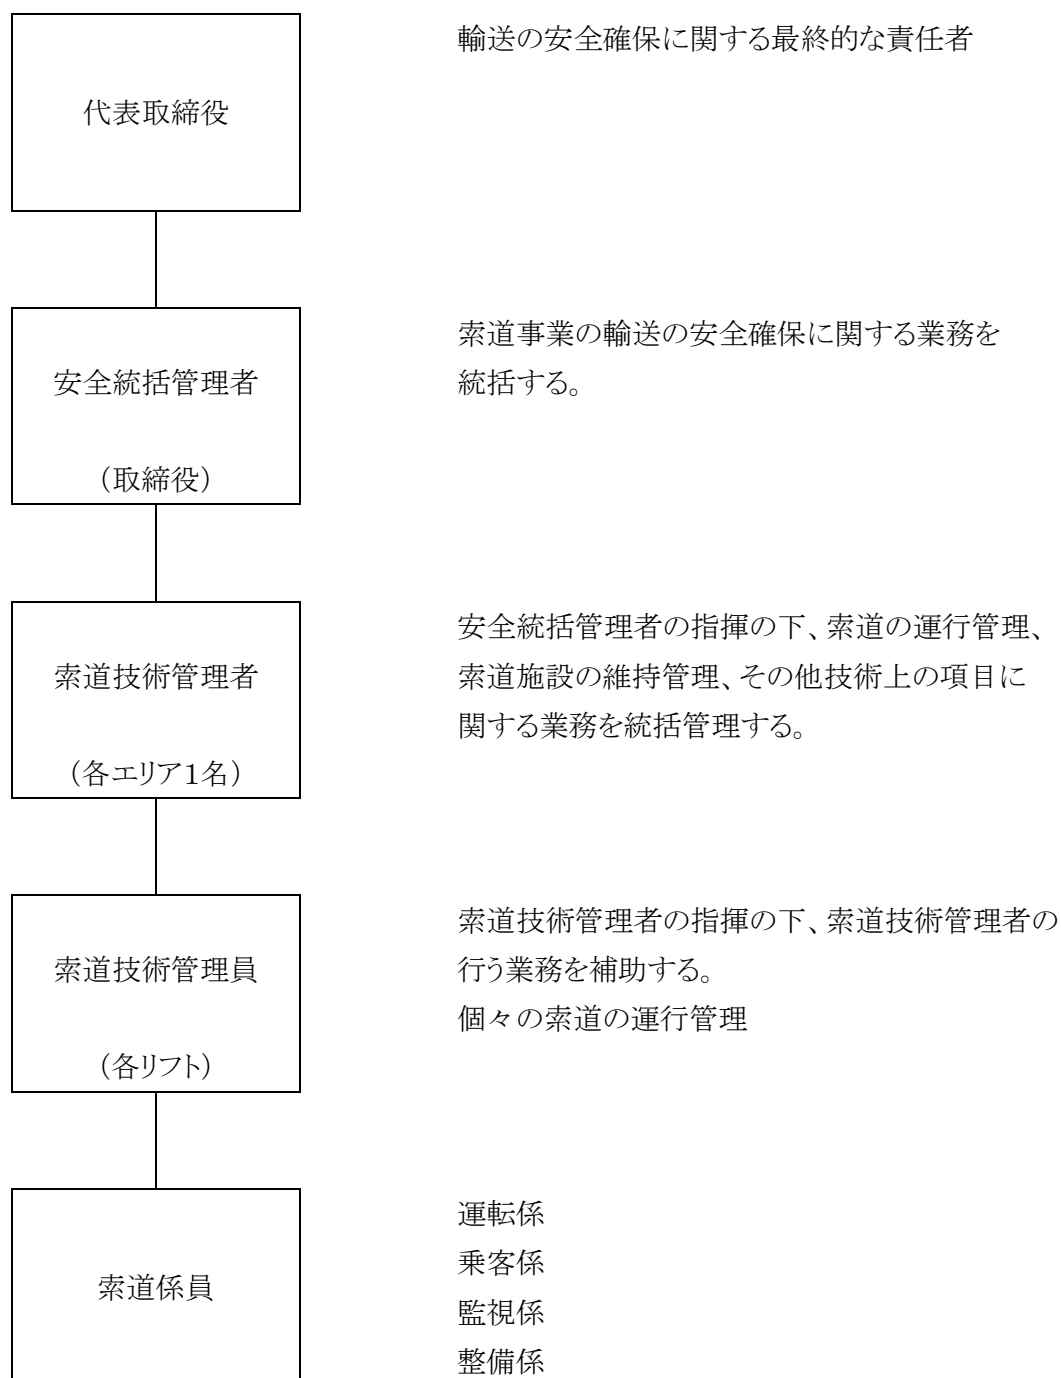 代表取締役
輸送の安全確保に関する最終的な責任者
安全統括管理者
（取締役）
索道事業の輸送の安全確保に関する業務を
統括する。
索道技術管理者
（各エリア１名）
安全統括管理者の指揮の下、索道の運行管理、
索道施設の維持管理、その他技術上の項目に
関する業務を統括管理する。
索道技術管理員
（各リフト）
索道技術管理者の指揮の下、索道技術管理者の
行う業務を補助する。
個々の索道の運行管理
索道係員
運転係
乗客係
監視係
整備係